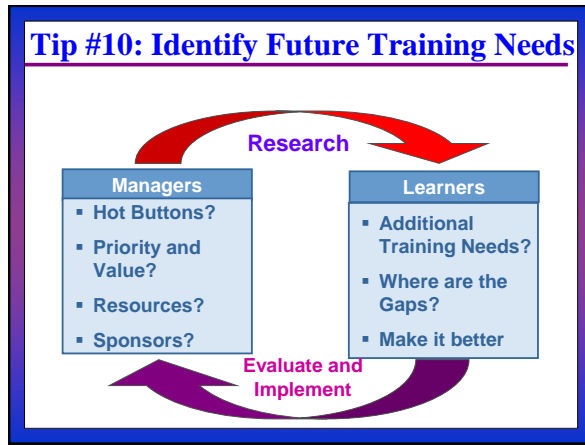 Tip #10: Identify Future Training Needs
Research
Managers
▪ Hot Buttons?
▪ Priority and
Value?
▪ Resources?
▪ Sponsors?
Learners
▪ Additional
Training Needs?
▪ Where are the
Gaps?
▪ Make it better
Evaluate and
Implement